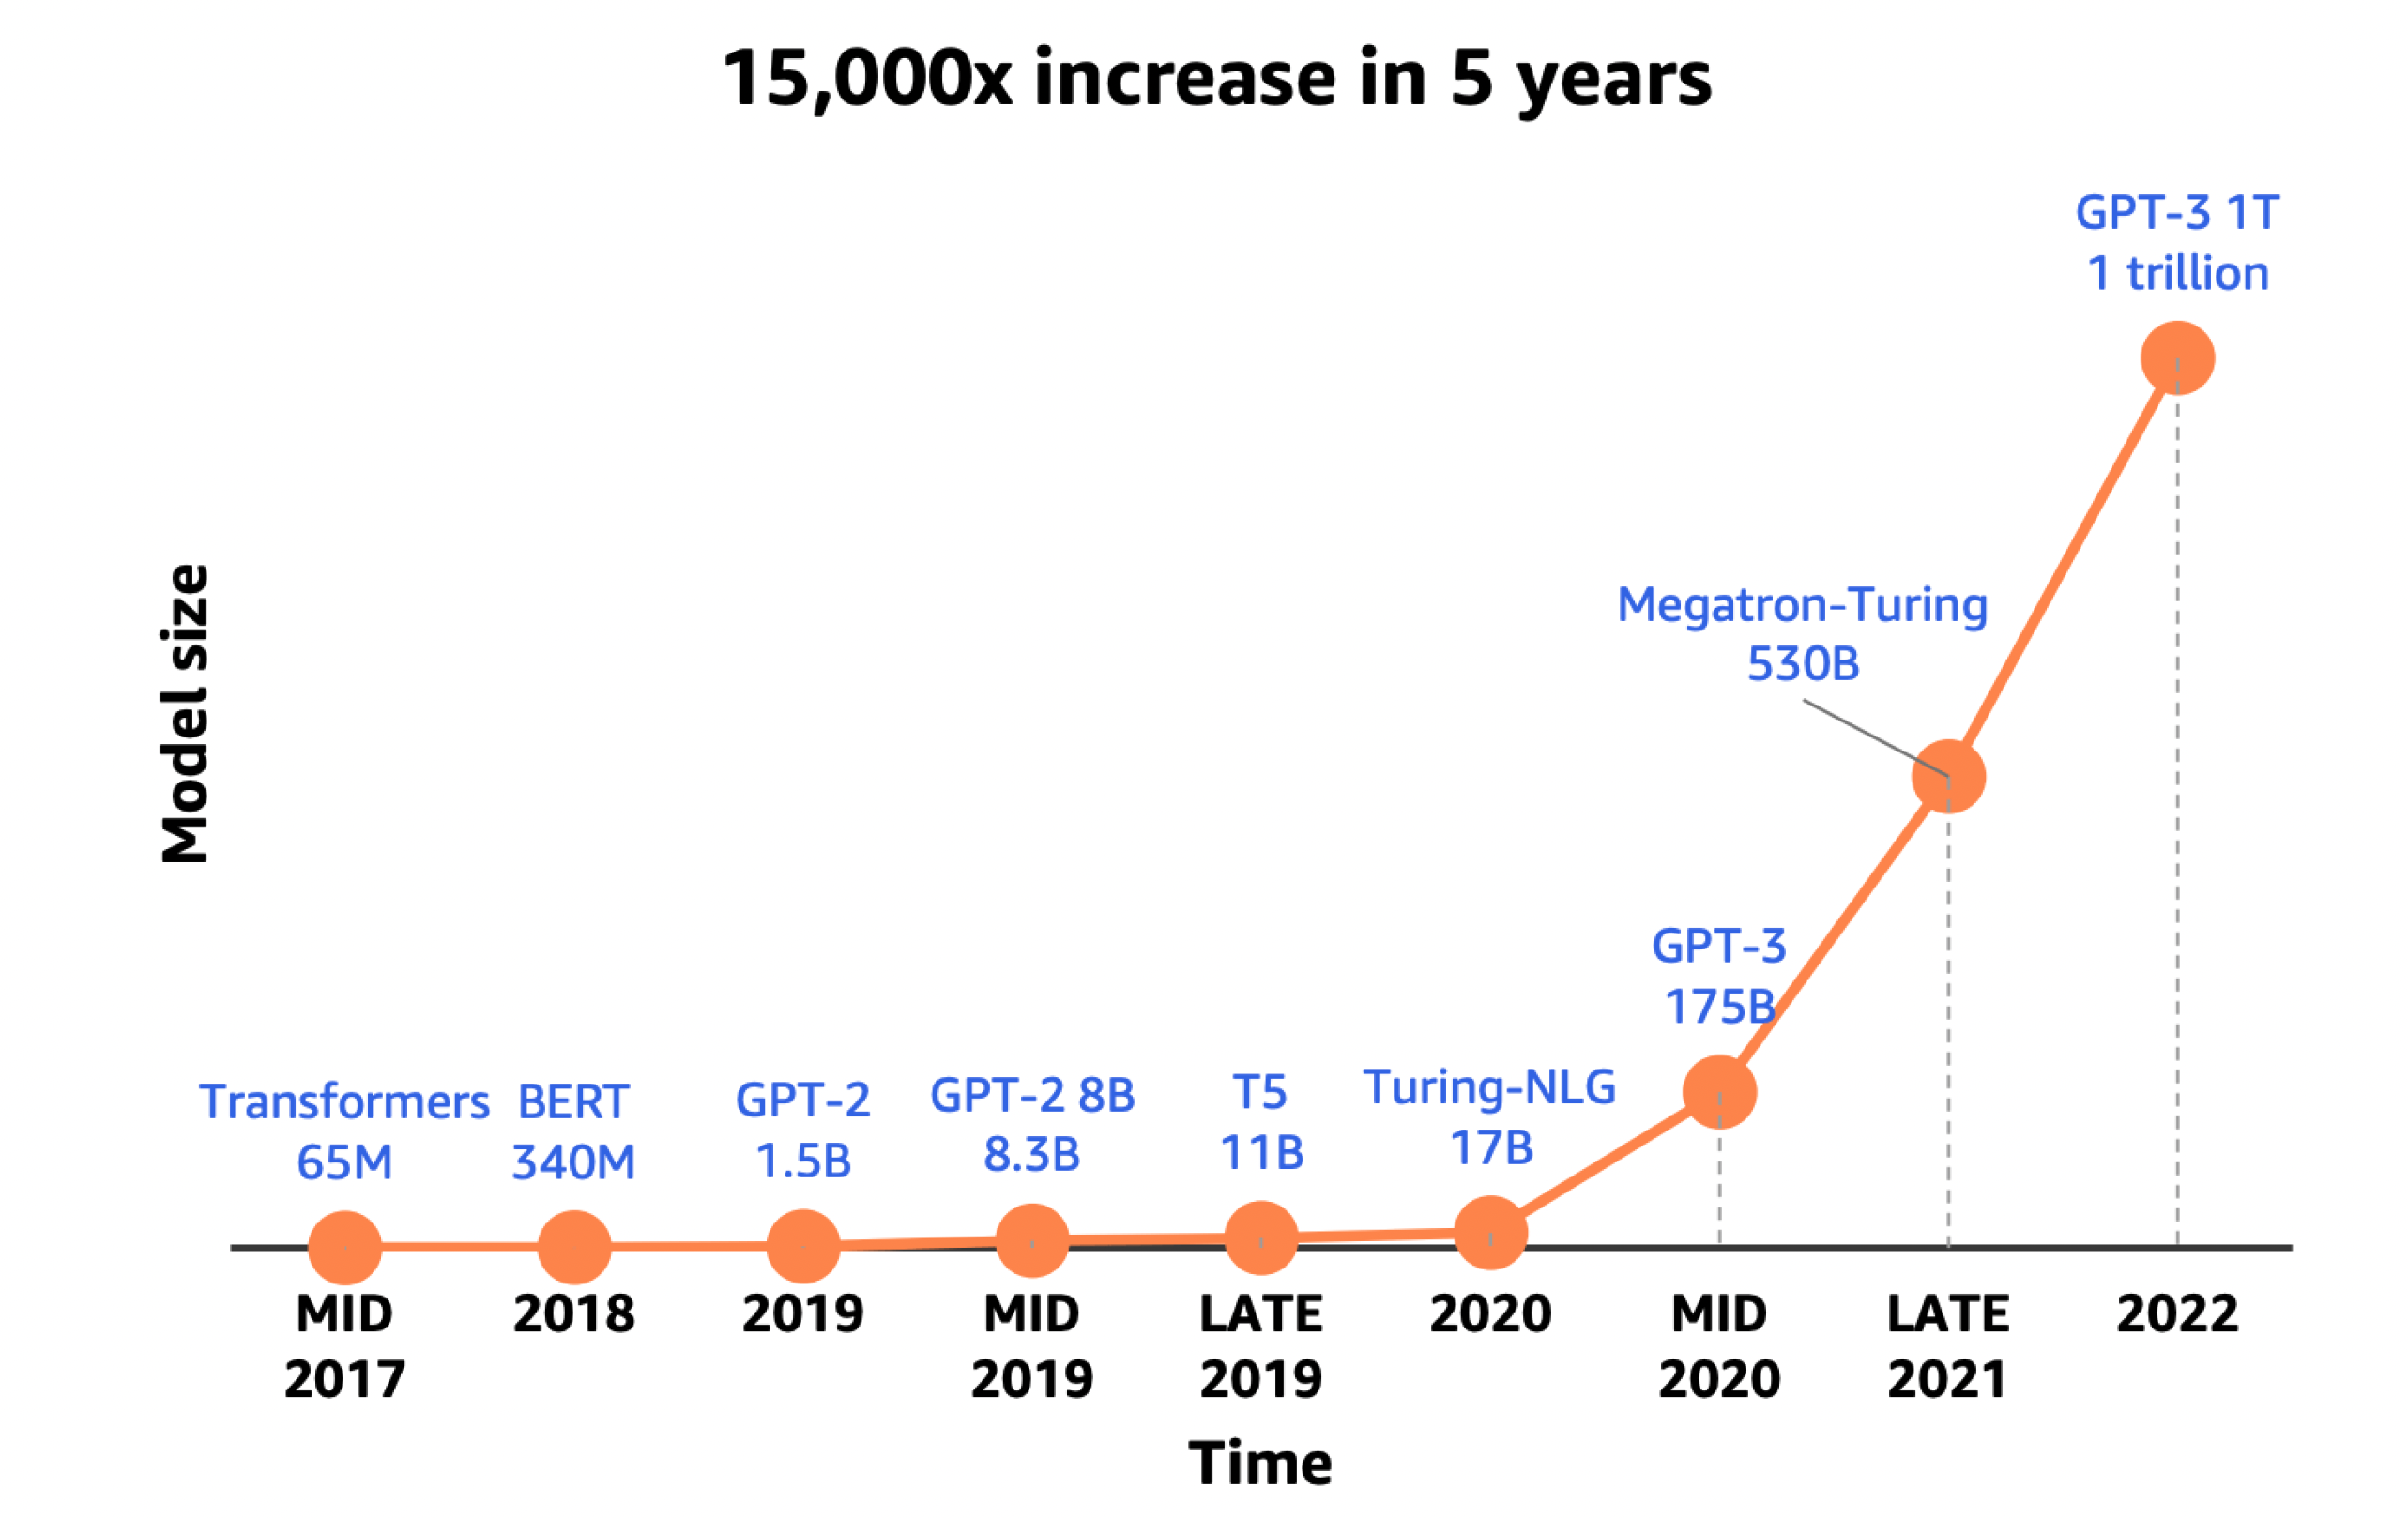 15,000x increase in 5 years
GPT-3 1T
1 trillion
Megatron-Turing
530B
GPT-3
175B
Transformers
65M
BERT
340M
GPT-2
1.5B
GPT-2 8B
8.3B
T5
11B
Turing-NLG
17B
Model size
MID
2017
2018
2019
MID
2019
LATE
2019
2020
MID
2020
LATE
2021
2022
Time